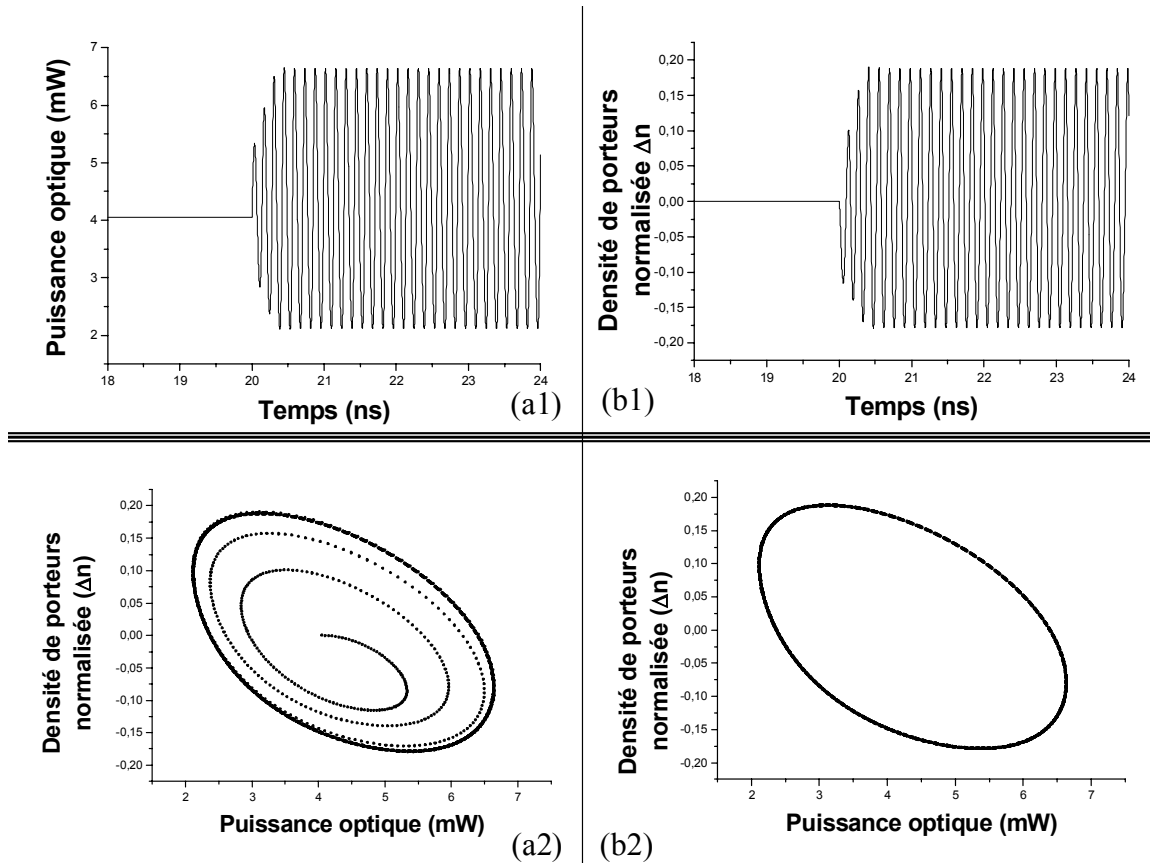 Puissance optique (mW)
7
6
5
4
3
2
18 19 20 21 22 23 24
Temps (ns)
(a1)
Densité de porteurs
normalisée Δn
0,20
0,15
0,10
0,05
0,00
-0,05
-0,10
-0,15
-0,20
18 19 20 21 22 23 24
Temps (ns)
(b1)
Densité de porteurs
normalisée (Δn)
0,20
0,15
0,10
0,05
0,00
-0,05
-0,10
-0,15
-0,20
2 3 4 5 6 7
Puissance optique (mW)
(a2)
Densité de porteurs
normalisée (Δn)
0,20
0,15
0,10
0,05
0,00
-0,05
-0,10
-0,15
-0,20
2 3 4 5 6 7
Puissance optique (mW)
(b2)